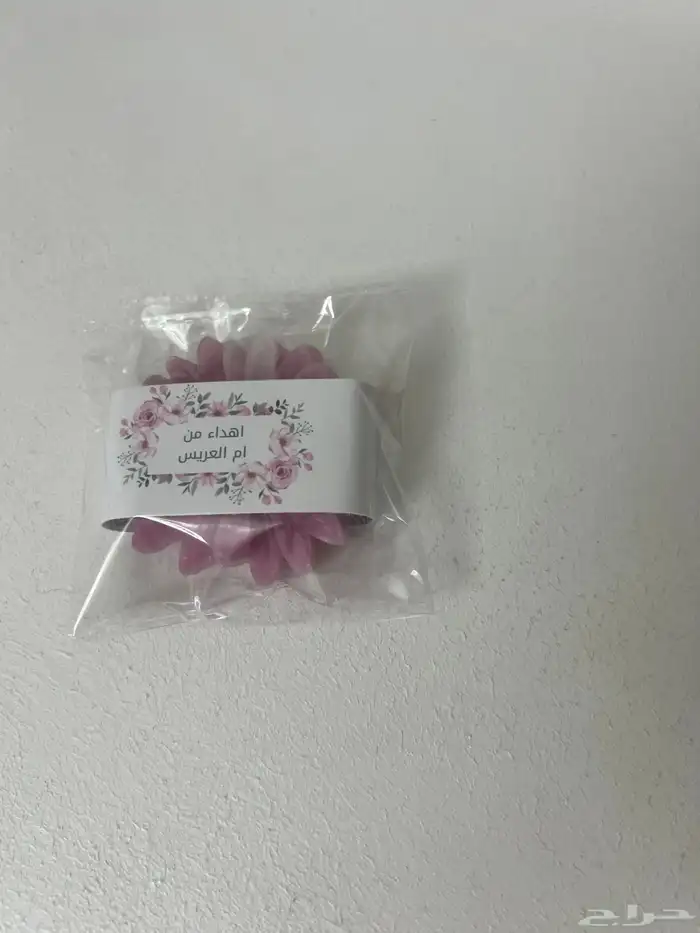 اهداء من
ام العريس
حراج